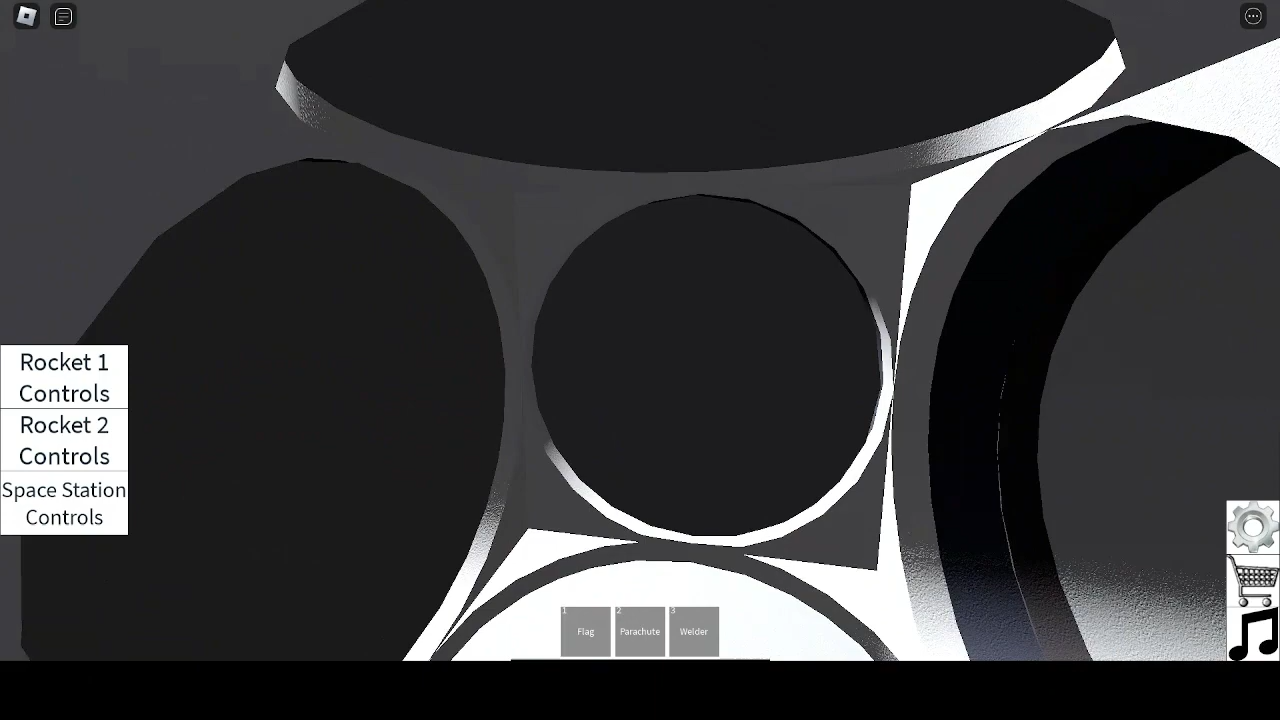 Rocket 1
Controls
Rocket 2
Controls
Space Station
Controls
1
Flag
2
Parachute
3
Welder